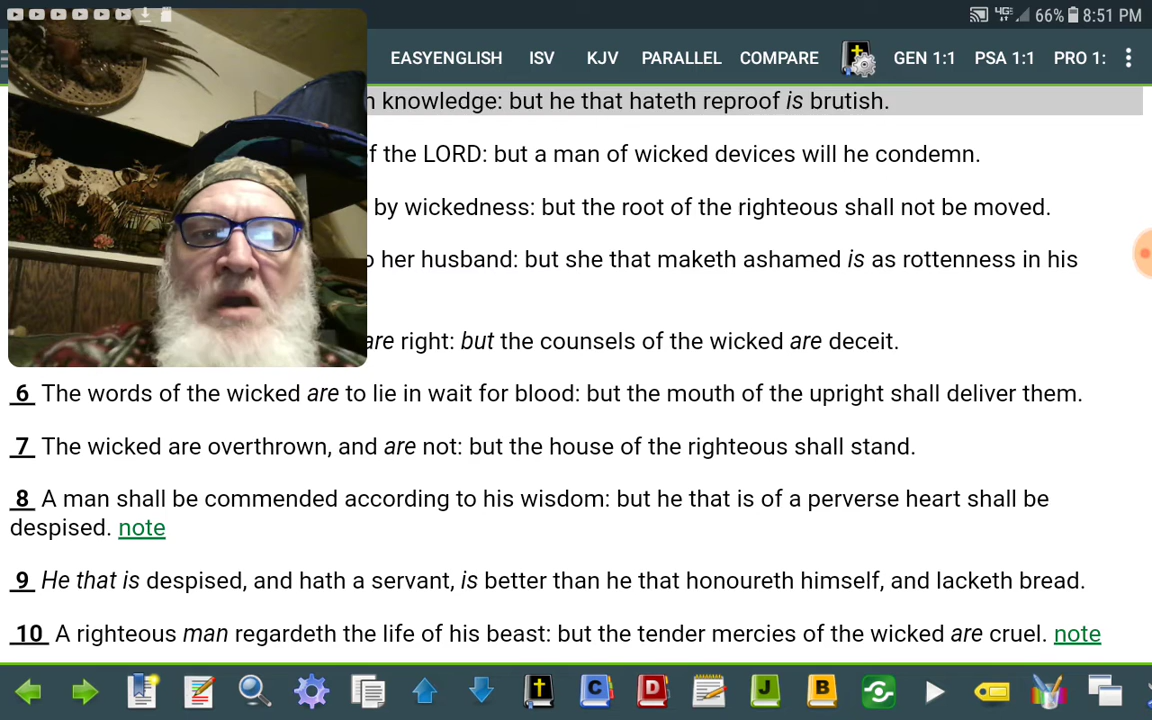 66% 8:51 PM
EASYENGLISH ISV KJV PARALLEL COMPARE GEN 1:1 PSA 1:1 PRO 1:
knowledge: but he that hateth reproof is brutish.
the LORD: but a man of wicked devices will he condemn.
by wickedness: but the root of the righteous shall not be moved.
her husband: but she that maketh ashamed is as rottenness in his
are right: but the counsels of the wicked are deceit.
6 The words of the wicked are to lie in wait for blood: but the mouth of the upright shall deliver them.
7 The wicked are overthrown, and are not: but the house of the righteous shall stand.
8 A man shall be commended according to his wisdom: but he that is of a perverse heart shall be
despised. note
9 He that is despised, and hath a servant, is better than he that honoureth himself, and lacketh bread.
10 A righteous man regardeth the life of his beast: but the tender mercies of the wicked are cruel. note
C D J B